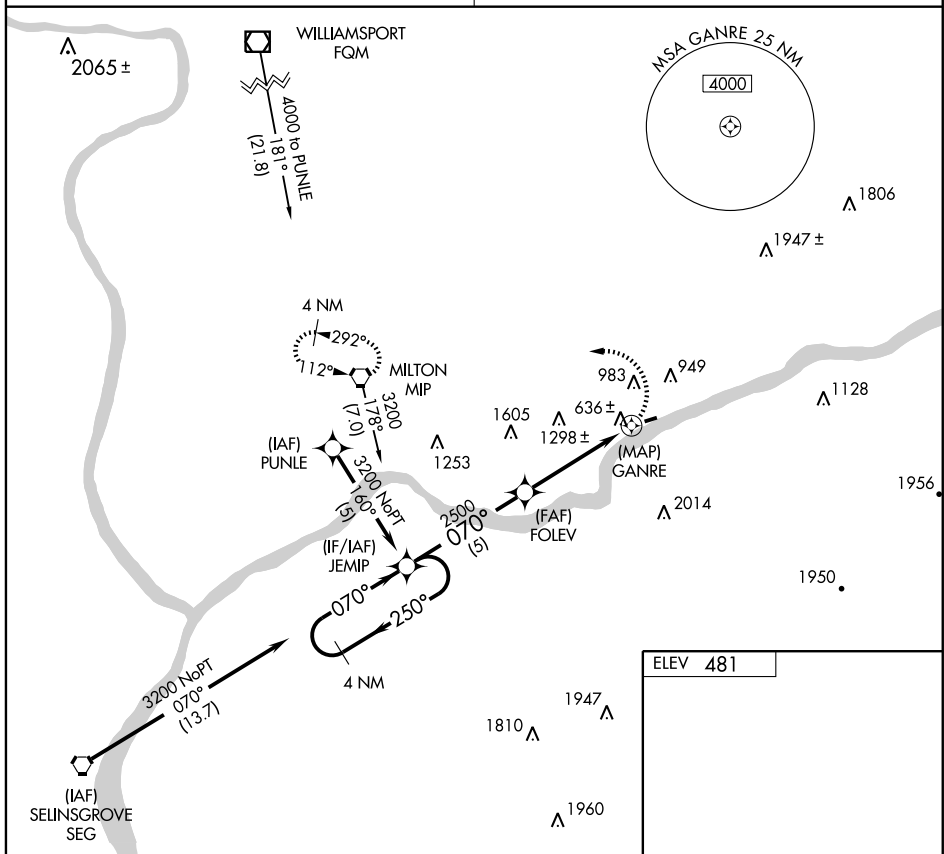 2065 ±
WILLIAMSPORT
FQM
4000 to PUNLE
181°
(21.8)
MSA GANRE 25 NM
4000
1806
1947 ±
4 NM
292°
112°
MILTON
MIP
3200
178°
(7.0)
983
949
636 ±
1128
1605
1298 ±
1253
(MAP)
GANRE
(IAF)
PUNLE
3200 NoPT
160°
(5)
2500
070°
(5)
(FAF)
FOLEV
2014
1956
(IF/IAF)
JEMIP
1950
070°
250°
4 NM
3200 NoPT
070°
(13.7)
ELEV 481
1947
1810
1960
(IAF)
SELINSGROVE
SEG